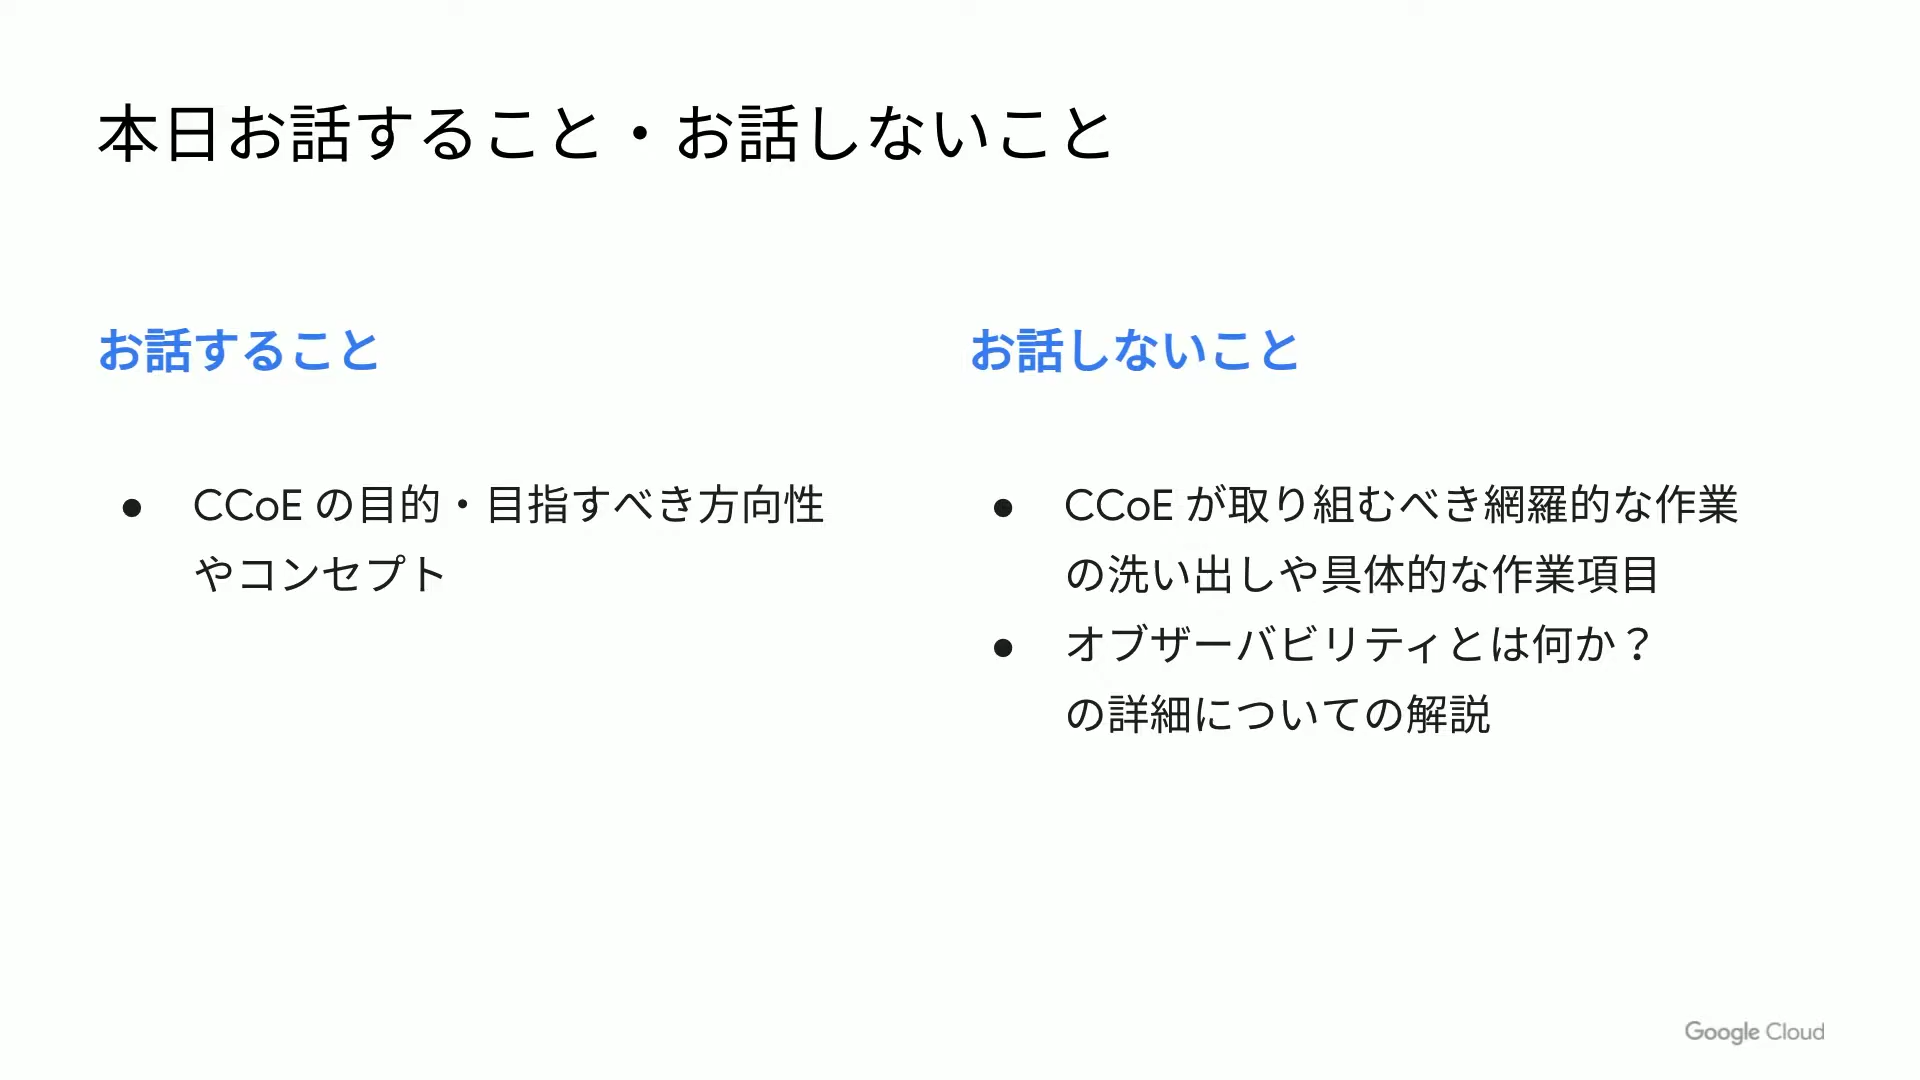 本日お話すること・お話しないこと
お話すること
● CCoE の目的・目指すべき方向性
やコンセプト
お話しないこと
● CCoE が取り組むべき網羅的な作業
の洗い出しや具体的な作業項目
● オブザーバビリティとは何か？
の詳細についての解説
Google Cloud